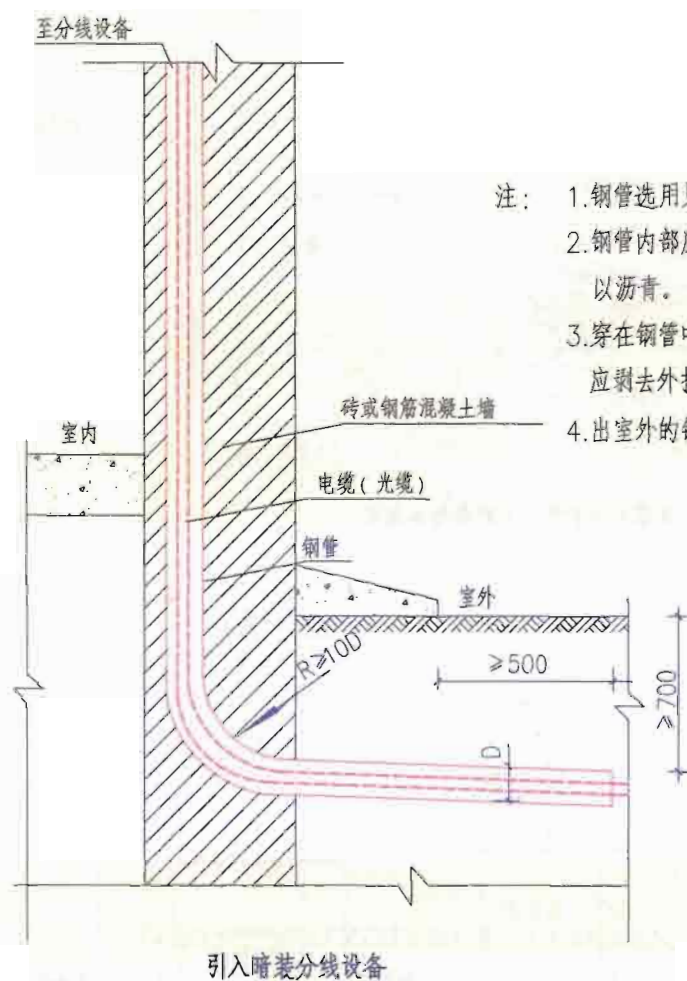 至分线设备
注： 1.钢管选用
2.钢管内部
以沥青。
3.穿在钢管
应剥去外
4.出室外的
砖或钢筋混凝土墙
室内
电缆(光缆)
钢管
室外
R≥10D
≥500
≥700
D
引入暗装分线设备